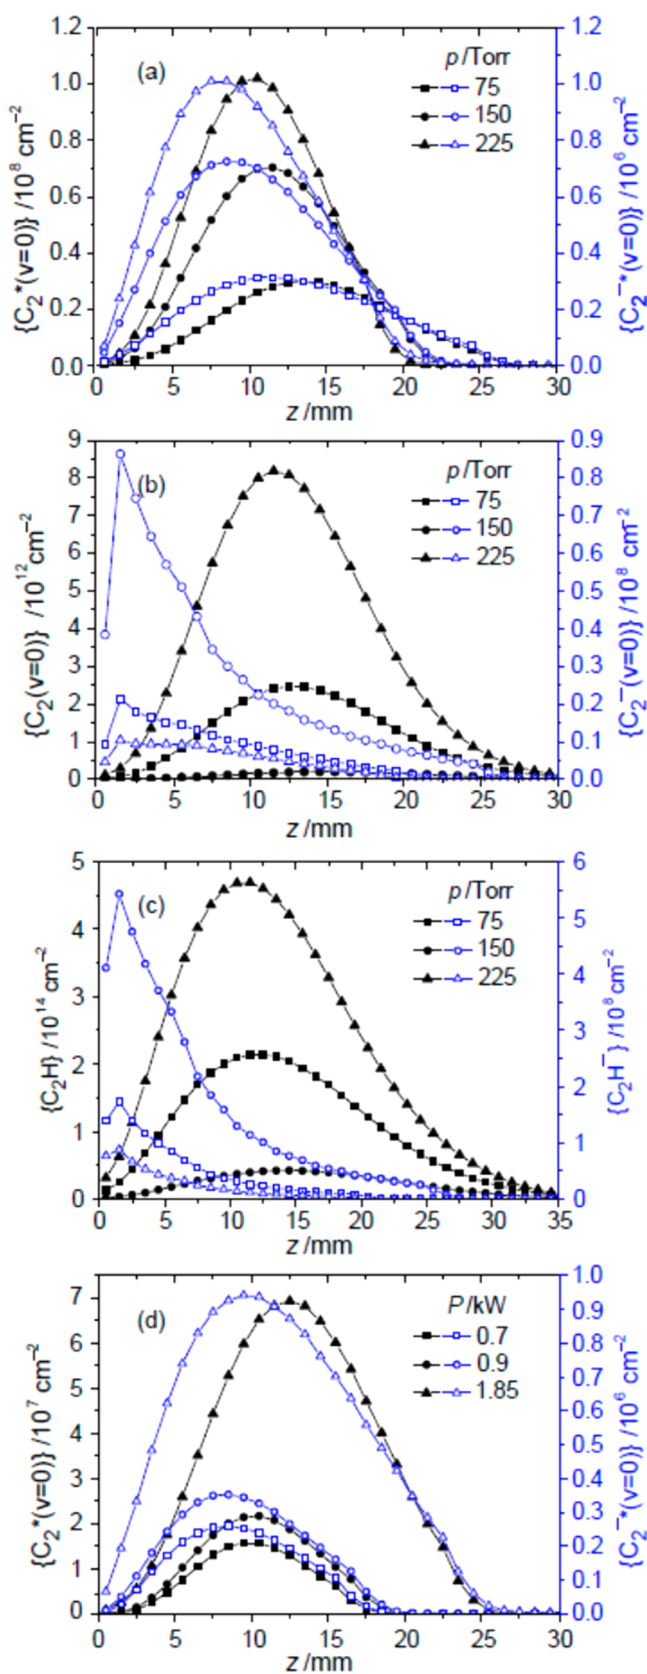 (a)
p/Torr
75
150
225
{C2*(v=0)} /10^8 cm^−2
{C2^−*(v=0)} /10^6 cm^−2
1.2 1.0 0.8 0.6 0.4 0.2 0.0
1.2 1.0 0.8 0.6 0.4 0.2 0.0
0 5 10 15 20 25 30
z /mm
(b)
p/Torr
75
150
225
{C2(v=0)} /10^12 cm^−2
{C2^−(v=0)} /10^8 cm^−2
9 8 7 6 5 4 3 2 1 0
0.9 0.8 0.7 0.6 0.5 0.4 0.3 0.2 0.1 0.0
0 5 10 15 20 25 30
z /mm
(c)
p/Torr
75
150
225
{C2H} /10^14 cm^−2
{C2H^−} /10^8 cm^−2
5 4 3 2 1 0
6 5 4 3 2 1 0
0 5 10 15 20 25 30 35
z /mm
(d)
P/kW
0.7
0.9
1.85
{C2*(v=0)} /10^7 cm^−2
{C2^−*(v=0)} /10^6 cm^−2
7 6 5 4 3 2 1 0
1.0 0.9 0.8 0.7 0.6 0.5 0.4 0.3 0.2 0.1 0.0
0 5 10 15 20 25 30
z /mm